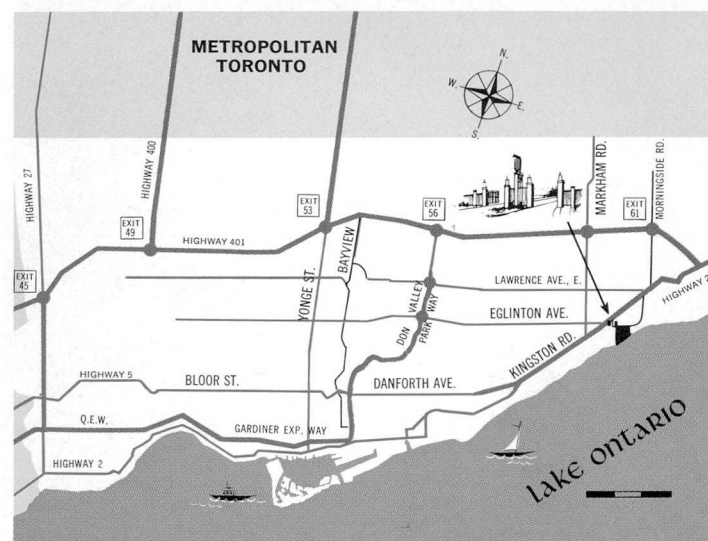 METROPOLITAN
TORONTO
N.
W.
E.
S.
HIGHWAY 27
HIGHWAY 400
MARKHAM RD.
MORNINGSIDE RD.
EXIT
45
EXIT
49
EXIT
53
EXIT
56
EXIT
61
HIGHWAY 401
YONGE ST.
BAYVIEW
DON VALLEY
PARK WAY
LAWRENCE AVE., E.
EGLINTON AVE.
HIGHWAY 2
KINGSTON RD.
HIGHWAY 5
BLOOR ST.
DANFORTH AVE.
Q.E.W.
GARDINER EXP. WAY
HIGHWAY 2
LAKE ONTARIO